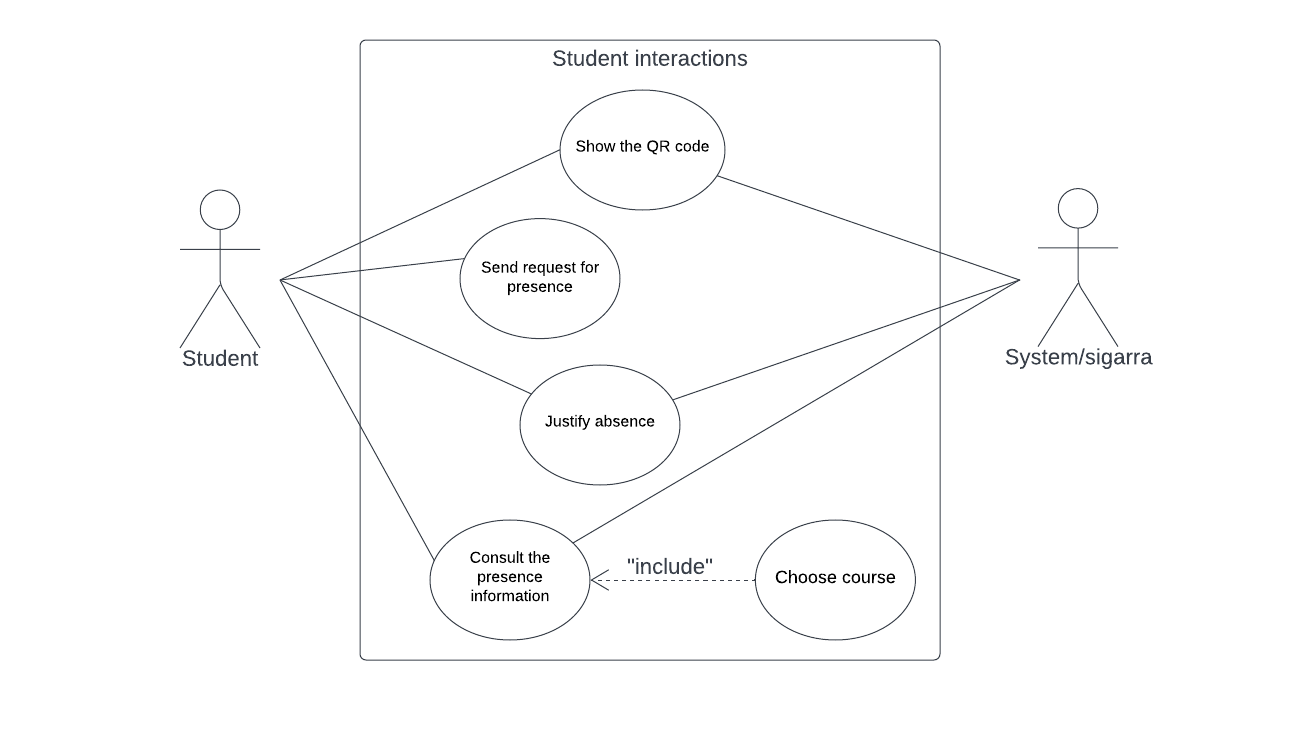 Student interactions
Show the QR code
Send request for
presence
Student
System/sigarra
Justify absence
Consult the
presence
information
"include"
Choose course